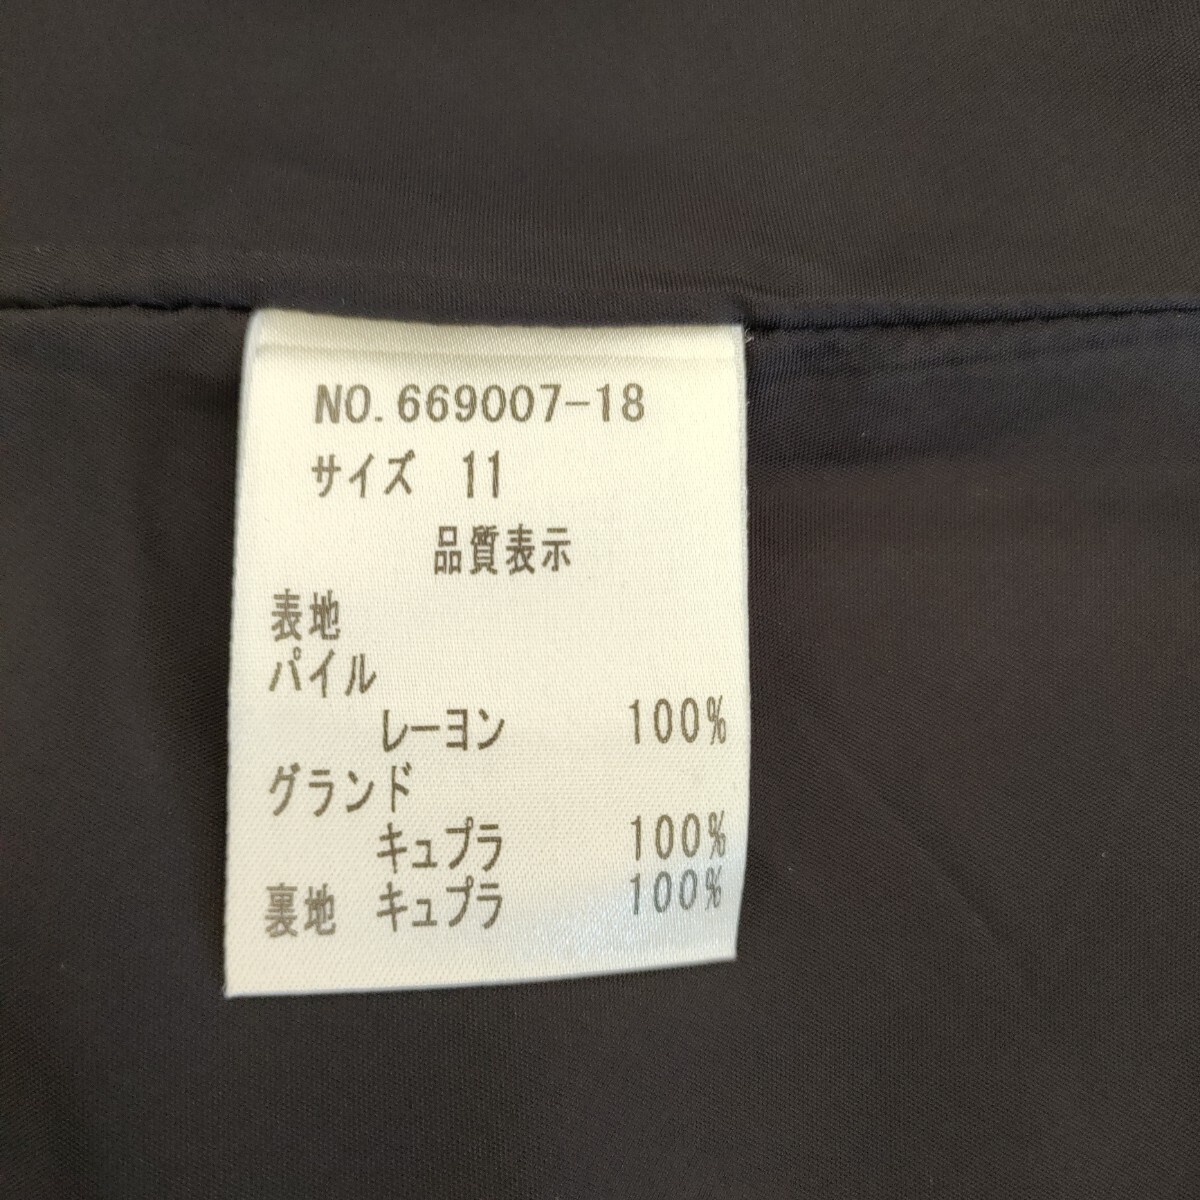 NO.669007-18
サイズ 11
品質表示
表地
パイル
レーヨン 100%
グランド
キュプラ 100%
裏地 キュプラ 100%